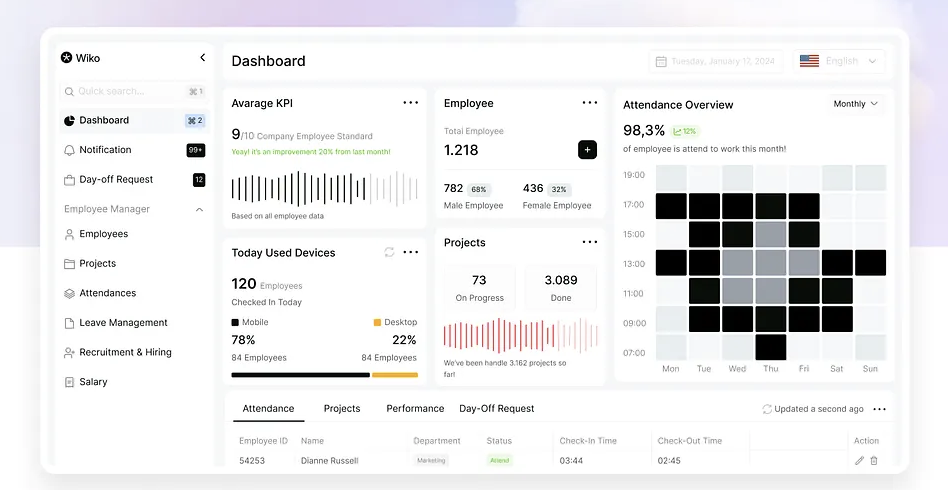 Wiko
Quick search...
⌘ 1
Dashboard
⌘ 2
Notification
99+
Day-off Request
12
Employee Manager
Employees
Projects
Attendances
Leave Management
Recruitment & Hiring
Salary
Dashboard
Tuesday, January 17, 2024
English
Avarage KPI
9/10 Company Employee Standard
Yeay! it's an improvement 20% from last month!
Based on all employee data
Today Used Devices
120 Employees
Checked In Today
Mobile
Desktop
78%
22%
84 Employees
84 Employees
Employee
Total Employee
1.218
+
782 68%
Male Employee
436 32%
Female Employee
Projects
73
On Progress
3.089
Done
We've been handle 3.162 projects so
far!
Attendance Overview
Monthly
98,3%
12%
of employee is attend to work this month!
19:00
17:00
15:00
13:00
11:00
09:00
07:00
Mon Tue Wed Thu Fri Sat Sun
Attendance Projects Performance Day-Off Request
Updated a second ago
Employee ID Name Department Status Check-In Time Check-Out Time Action
54253 Dianne Russell Marketing Attend 03:44 02:45